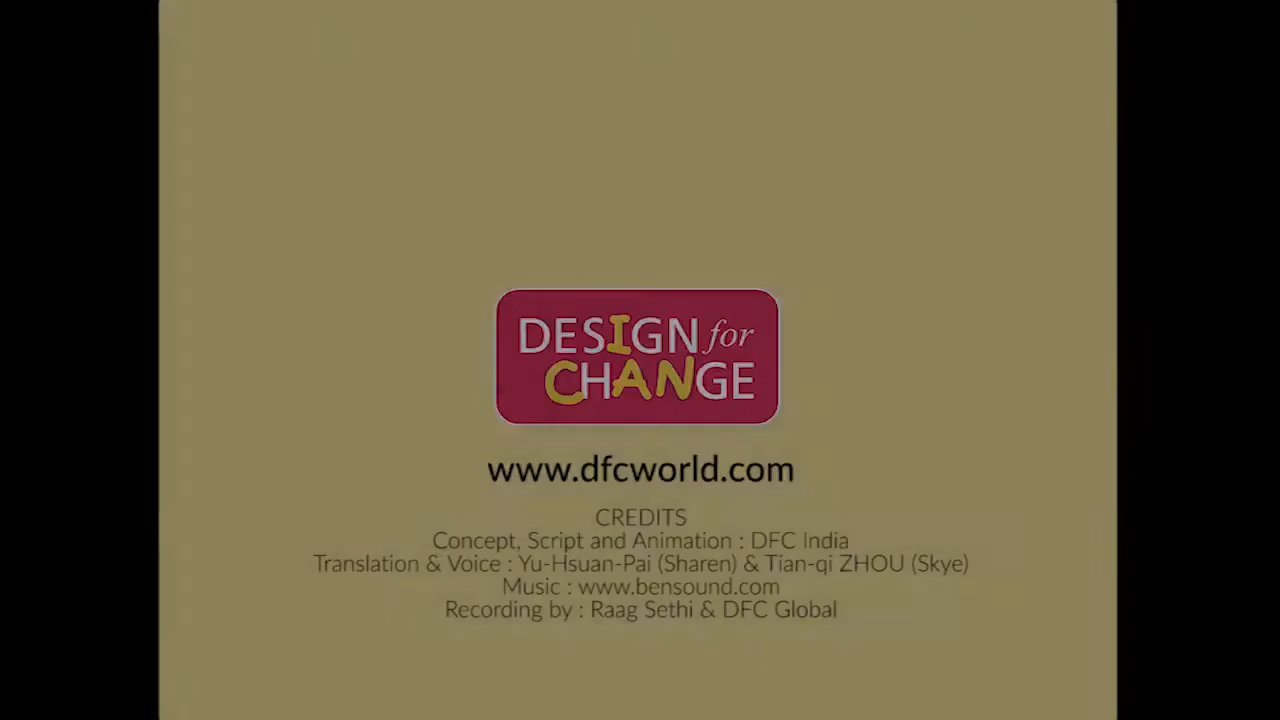 DESIGN for
CHANGE
www.dfcworld.com
CREDITS
Concept, Script and Animation : DFC India
Translation & Voice : Yu-Hsuan-Pai (Sharen) & Tian-qi ZHOU (Skye)
Music : www.bensound.com
Recording by : Raag Sethi & DFC Global